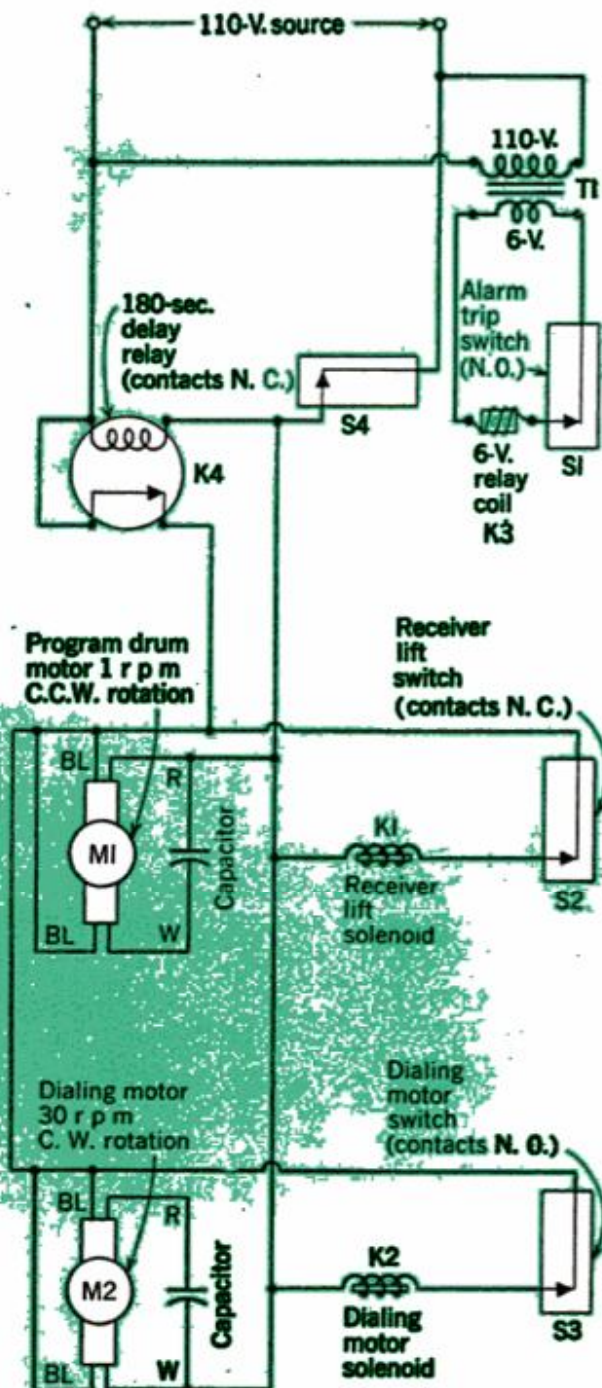 110-V. source
110-V.
T1
6-V.
180-sec.
delay
relay
(contacts N. C.)
Alarm
trip
switch
(N.O.)
S4
K4
6-V.
relay
coil
K3
S1
Program drum
motor 1 r p m
C.C.W. rotation
Receiver
lift
switch
(contacts N. C.)
BL
R
M1
Capacitor
K1
Receiver
lift
solenoid
S2
BL
W
Dialing motor
30 r p m
C. W. rotation
Dialing
motor
switch
(contacts N. O.)
BL
R
M2
Capacitor
K2
Dialing
motor
solenoid
S3
BL
W